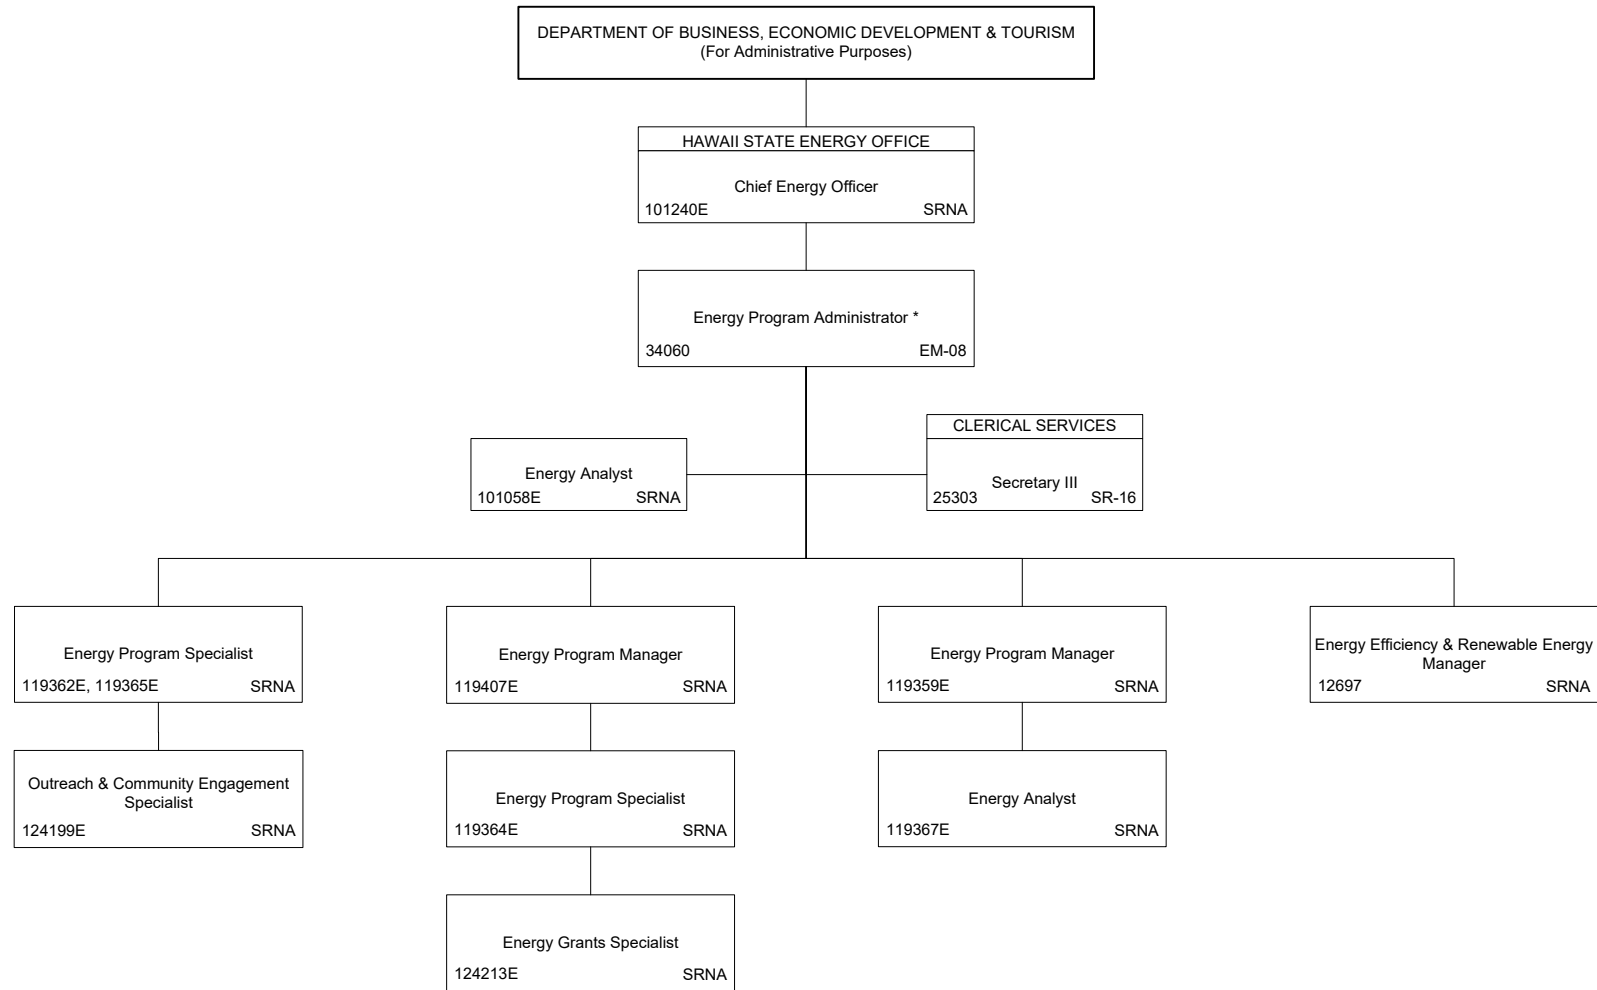 DEPARTMENT OF BUSINESS, ECONOMIC DEVELOPMENT & TOURISM
(For Administrative Purposes)
HAWAII STATE ENERGY OFFICE
Chief Energy Officer
101240E SRNA
Energy Program Administrator *
34060 EM-08
Energy Analyst
101058E SRNA
CLERICAL SERVICES
Secretary III
25303 SR-16
Energy Program Specialist
119362E, 119365E SRNA
Energy Program Manager
119407E SRNA
Energy Program Manager
119359E SRNA
Energy Efficiency & Renewable Energy
Manager
12697 SRNA
Outreach & Community Engagement
Specialist
124199E SRNA
Energy Program Specialist
119364E SRNA
Energy Analyst
119367E SRNA
Energy Grants Specialist
124213E SRNA